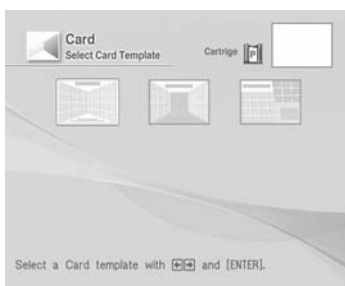 Card
Select Card Template
Cartrige P
Select a Card template with and [ENTER].